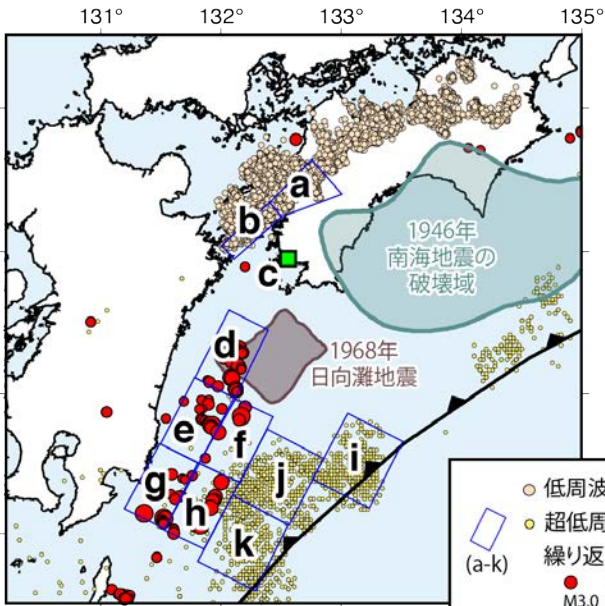 131° 132° 133° 134° 135°
a
b
c
1946年
南海地震の
破壊域
1968年
日向灘地震
d
e
f
g
h
i
j
k
(a-k)
低周波
超低周
繰り返
M3.0